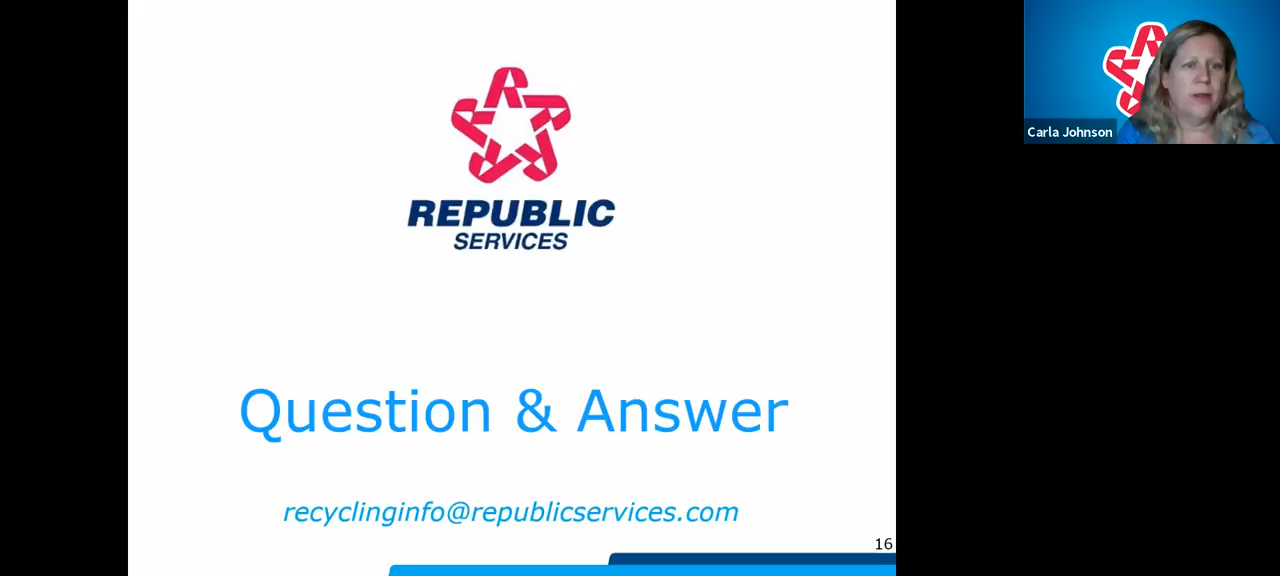 REPUBLIC
SERVICES
Question & Answer
recyclinginfo@republicservices.com
16
Carla Johnson